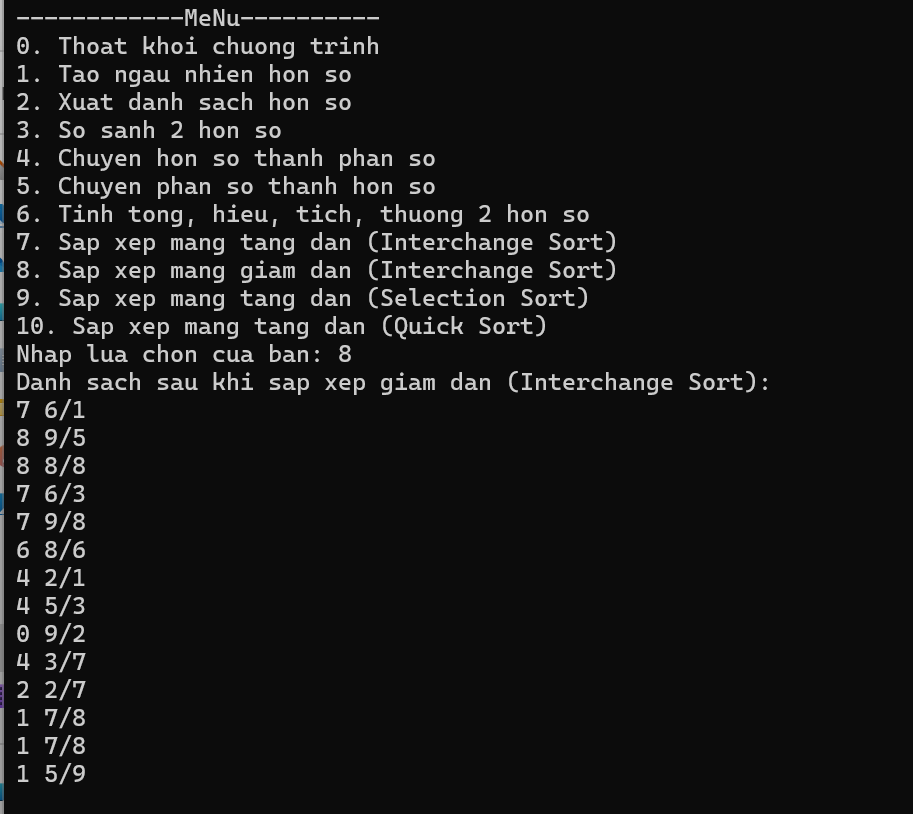 ------------MeNu----------
0. Thoat khoi chuong trinh
1. Tao ngau nhien hon so
2. Xuat danh sach hon so
3. So sanh 2 hon so
4. Chuyen hon so thanh phan so
5. Chuyen phan so thanh hon so
6. Tinh tong, hieu, tich, thuong 2 hon so
7. Sap xep mang tang dan (Interchange Sort)
8. Sap xep mang giam dan (Interchange Sort)
9. Sap xep mang tang dan (Selection Sort)
10. Sap xep mang tang dan (Quick Sort)
Nhap lua chon cua ban: 8
Danh sach sau khi sap xep giam dan (Interchange Sort):
7 6/1
8 9/5
8 8/8
7 6/3
7 9/8
6 8/6
4 2/1
4 5/3
0 9/2
4 3/7
2 2/7
1 7/8
1 7/8
1 5/9